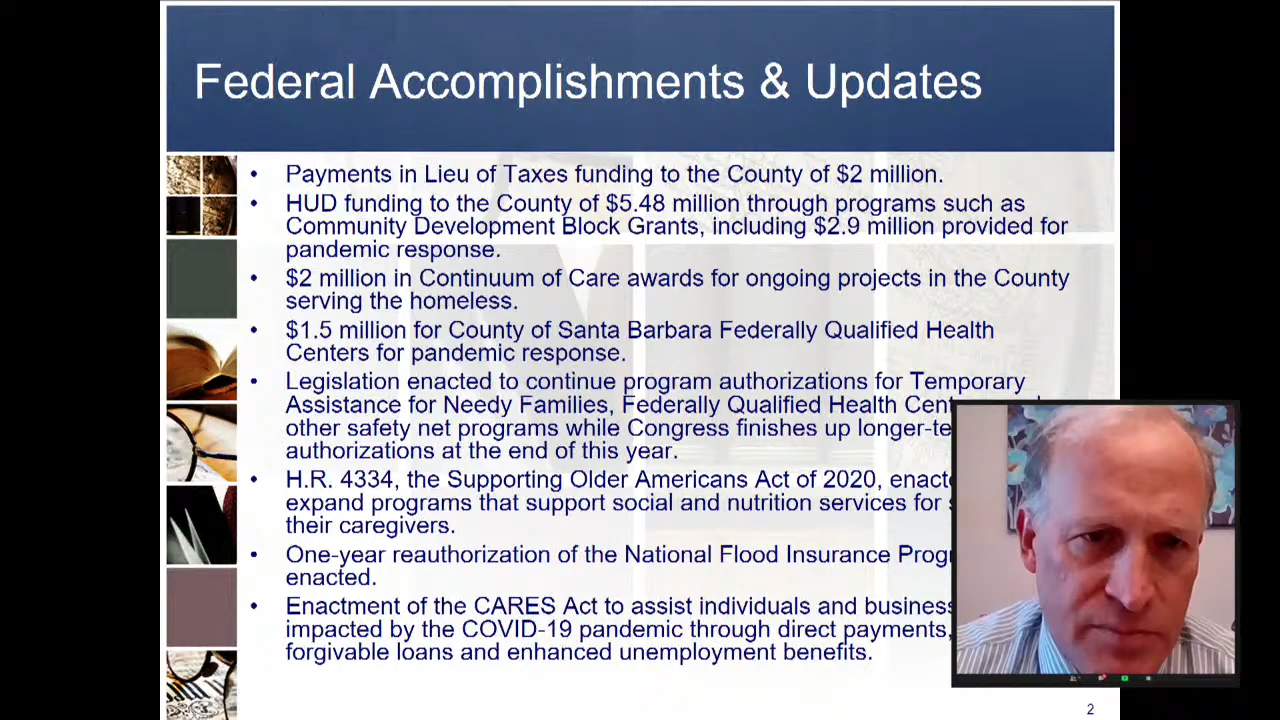 Federal Accomplishments & Updates
• Payments in Lieu of Taxes funding to the County of $2 million.
• HUD funding to the County of $5.48 million through programs such as
Community Development Block Grants, including $2.9 million provided for
pandemic response.
• $2 million in Continuum of Care awards for ongoing projects in the County
serving the homeless.
• $1.5 million for County of Santa Barbara Federally Qualified Health
Centers for pandemic response.
• Legislation enacted to continue program authorizations for Temporary
Assistance for Needy Families, Federally Qualified Health
other safety net programs while Congress finishes up
authorizations at the end of this year.
• H.R. 4334, the Supporting Older Americans Act of 2020,
expand programs that support social and nutrition services for
their caregivers.
• One-year reauthorization of the National Flood Insurance
enacted.
• Enactment of the CARES Act to assist individuals and
impacted by the COVID-19 pandemic through direct payments,
forgivable loans and enhanced unemployment benefits.
2